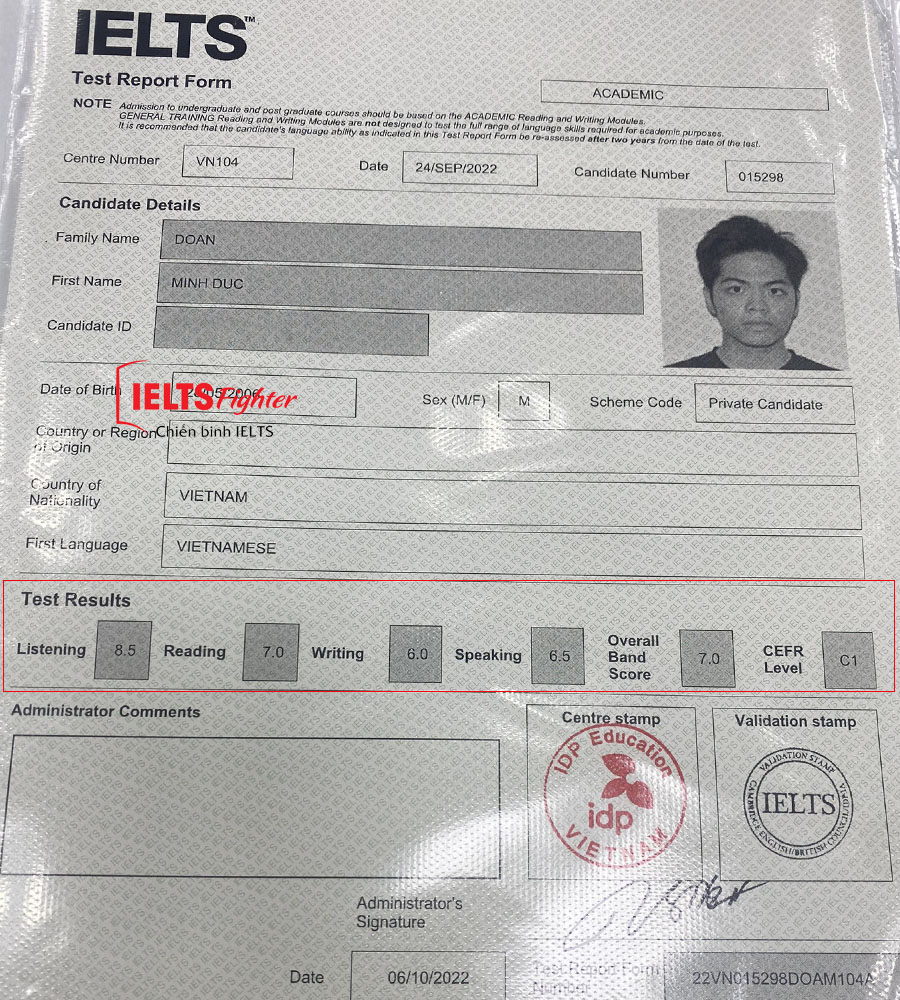 IELTS™
Test Report Form
ACADEMIC
NOTE Admission to undergraduate and post graduate courses should be based on the ACADEMIC Reading and Writing Modules.
GENERAL TRAINING Reading and Writing Modules are not designed to test the full range of language skills required for academic purposes.
It is recommended that the candidate's language ability as indicated in this Test Report Form be re-assessed after two years from the date of the test.
Centre Number VN104 Date 24/SEP/2022 Candidate Number 015298
Candidate Details
Family Name DOAN
First Name MINH DUC
Candidate ID
Date of Birth
IELTS Fighter
Chiến binh IELTS
Sex (M/F) M Scheme Code Private Candidate
Country or Region
of Origin
Country of
Nationality VIETNAM
First Language VIETNAMESE
Test Results
Listening 8.5 Reading 7.0 Writing 6.0 Speaking 6.5 Overall Band Score 7.0 CEFR Level C1
Administrator Comments
Centre stamp
IDP Education
idp
VIETNAM
Validation stamp
VALIDATION STAMP
IELTS
CAMBRIDGE ENGLISH/BRITISH COUNCIL/IDP:IA
Administrator's
Signature
Date 06/10/2022
Test Report Form
Number
22VN015298DOAM104A